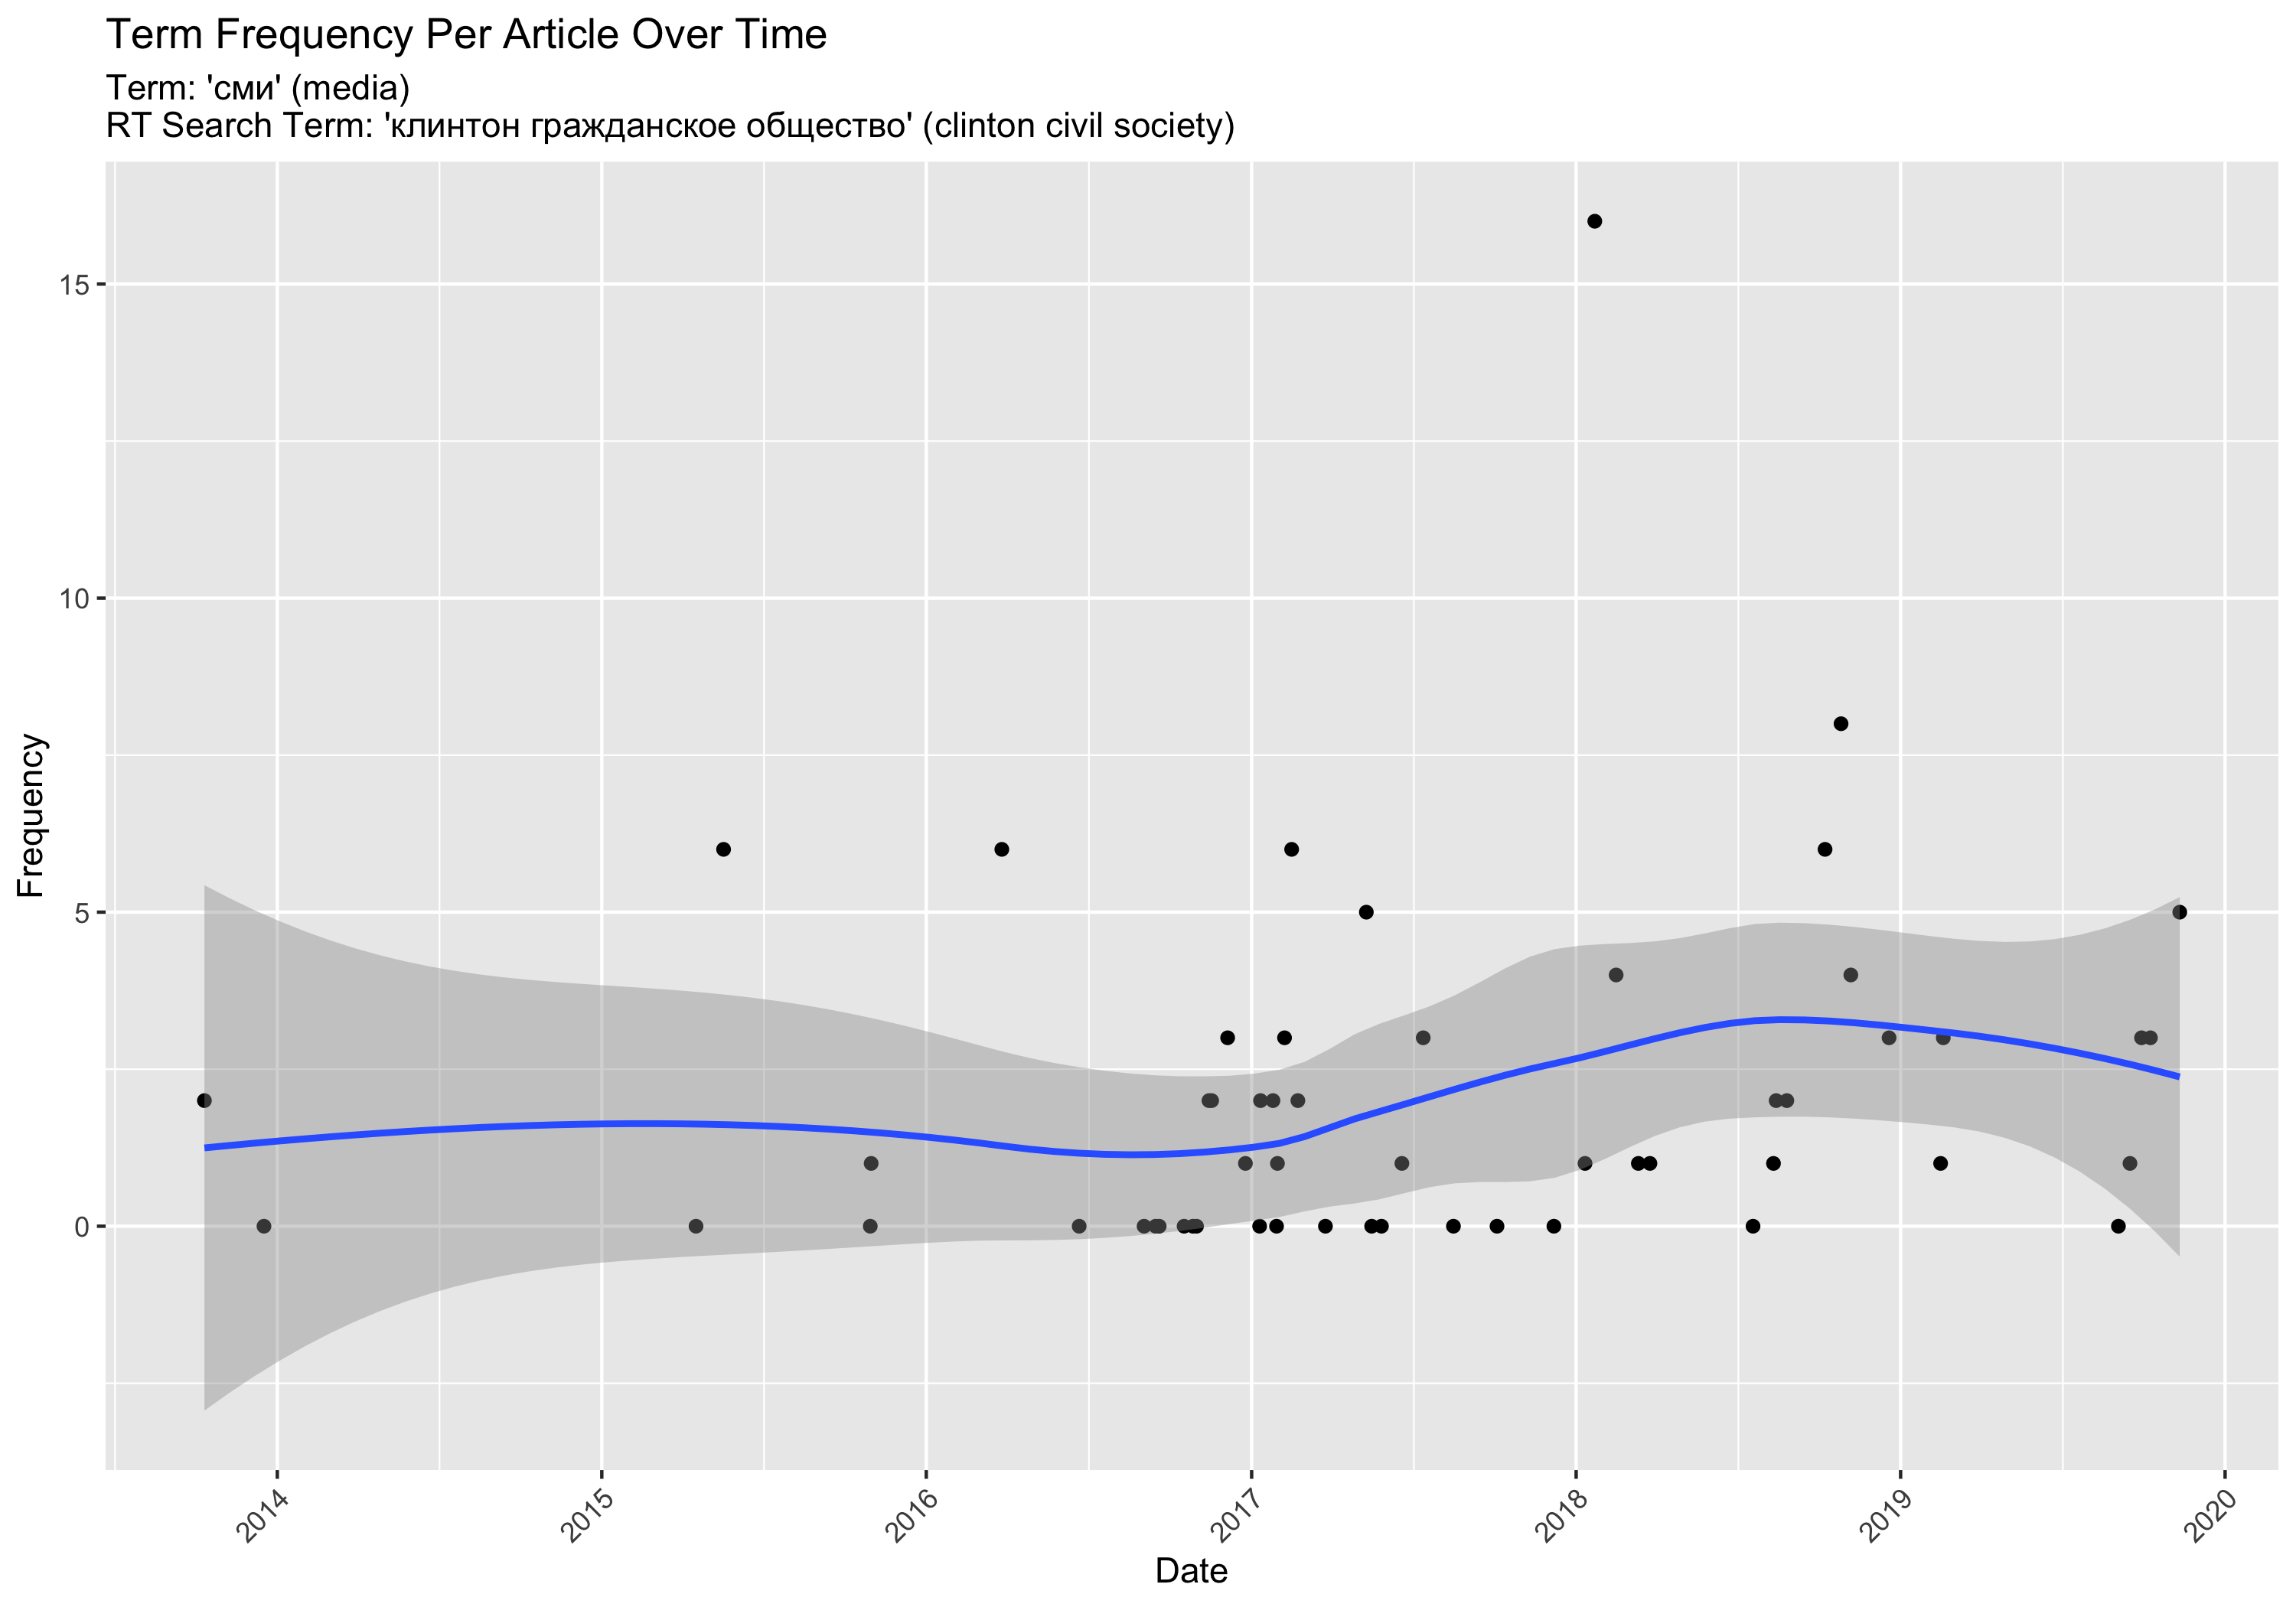 Term Frequency Per Article Over Time
Term: 'сми' (media)
RT Search Term: 'клинтон гражданское общество' (clinton civil society)
15
10
5
0
Frequency
2014
2015
2016
2017
2018
2019
2020
Date